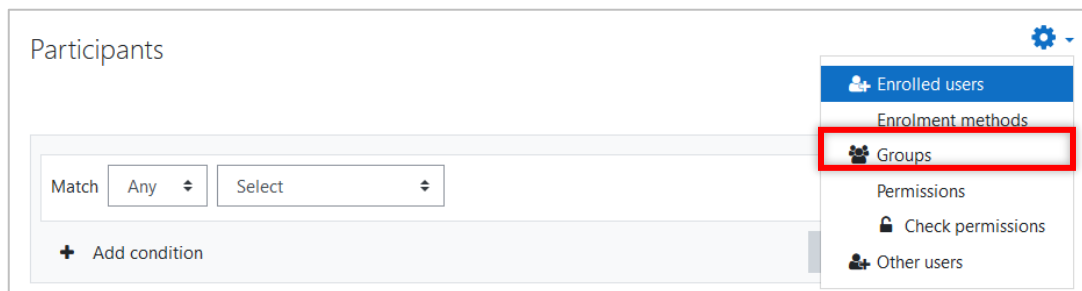 Participants
Enrolled users
Enrolment methods
Groups
Permissions
Check permissions
Other users
Match Any Select
Add condition